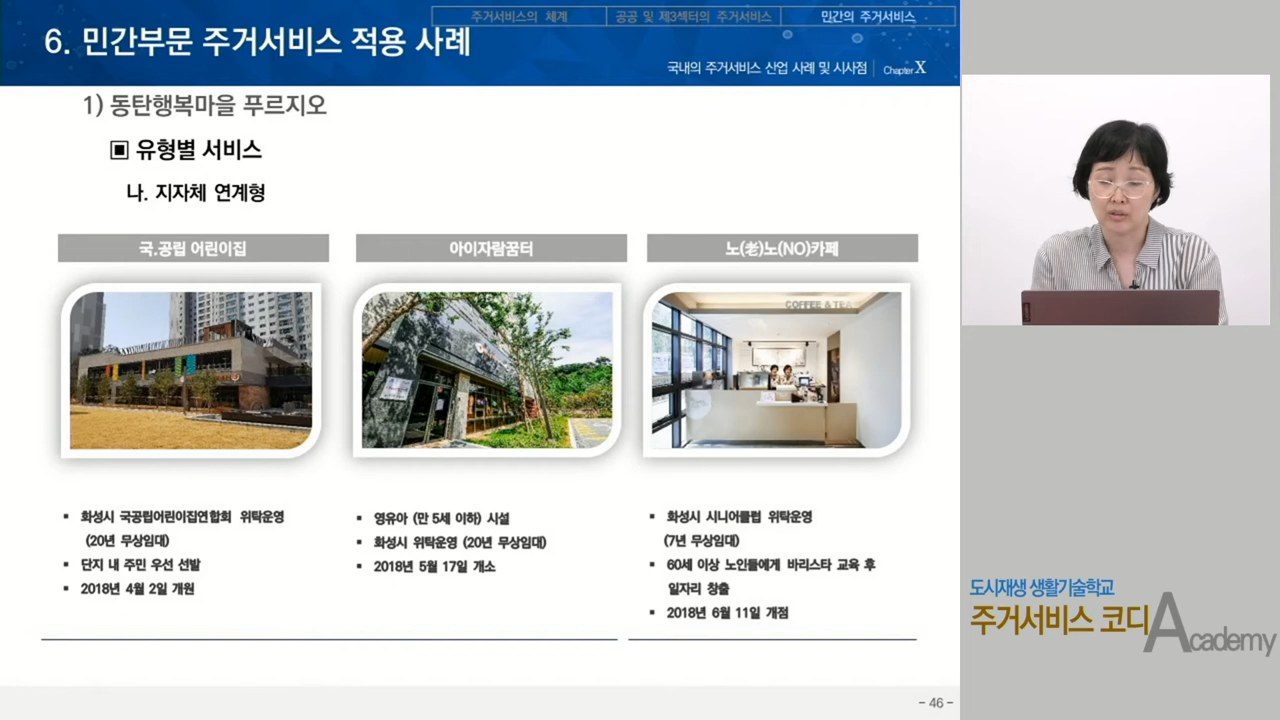 주거서비스의 체계
공공 및 제3섹터의 주거서비스
민간의 주거서비스
6. 민간부문 주거서비스 적용 사례
국내의 주거서비스 산업 사례 및 시사점
Chapter X
1) 동탄행복마을 푸르지오
▣ 유형별 서비스
나. 지자체 연계형
국.공립 어린이집
아이자람꿈터
노(老)노(NO)카페
COFFEE & TEA
▪ 화성시 국공립어린이집연합회 위탁운영
(20년 무상임대)
▪ 단지 내 주민 우선 선발
▪ 2018년 4월 2일 개원
▪ 영유아 (만 5세 이하) 시설
▪ 화성시 위탁운영 (20년 무상임대)
▪ 2018년 5월 17일 개소
▪ 화성시 시니어클럽 위탁운영
(7년 무상임대)
▪ 60세 이상 노인들에게 바리스타 교육 후
일자리 창출
▪ 2018년 6월 11일 개점
도시재생 생활기술학교
주거서비스 코디
Academy
- 46 -